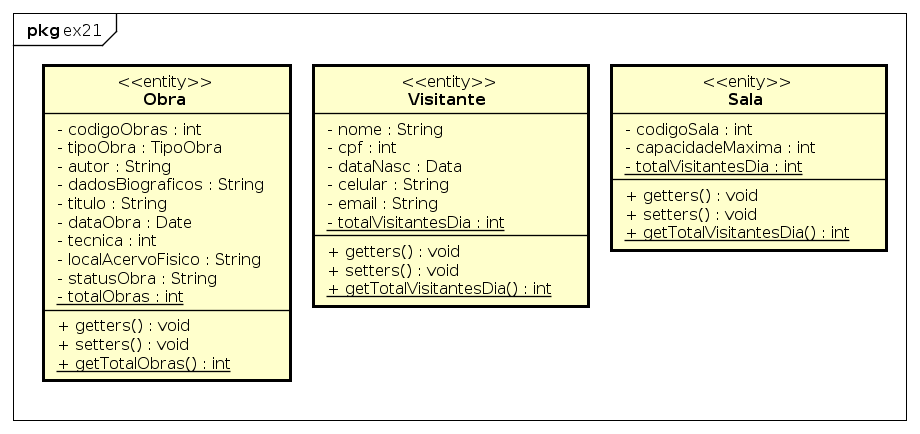 pkg ex21
<<entity>>
Obra
- codigoObras : int
- tipoObra : TipoObra
- autor : String
- dadosBiograficos : String
- titulo : String
- dataObra : Date
- tecnica : int
- localAcervoFisico : String
- statusObra : String
- totalObras : int
+ getters() : void
+ setters() : void
+ getTotalObras() : int
<<entity>>
Visitante
- nome : String
- cpf : int
- dataNasc : Data
- celular : String
- email : String
- totalVisitantesDia : int
+ getters() : void
+ setters() : void
+ getTotalVisitantesDia() : int
<<enity>>
Sala
- codigoSala : int
- capacidadeMaxima : int
- totalVisitantesDia : int
+ getters() : void
+ setters() : void
+ getTotalVisitantesDia() : int